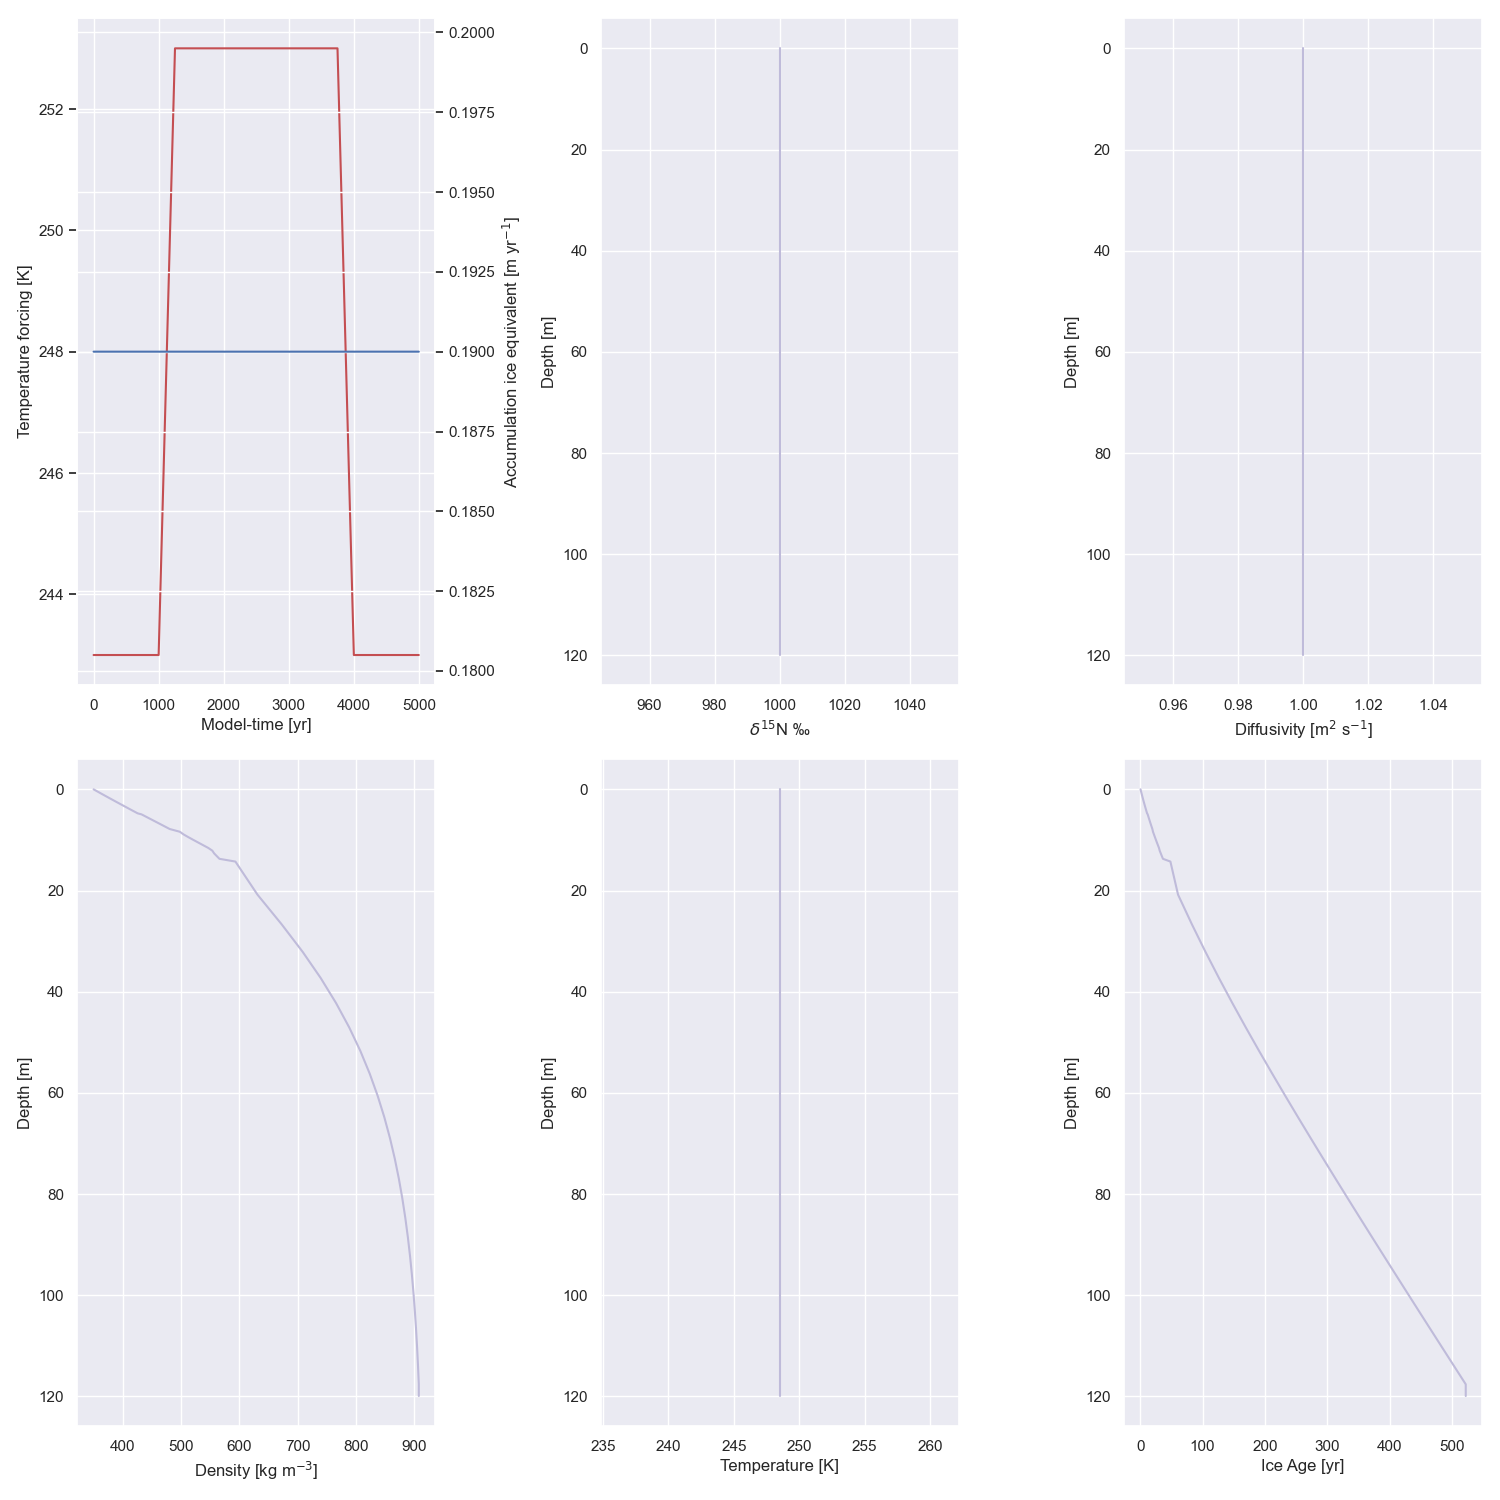 Temperature forcing [K]
252
250
248
246
244
0 1000 2000 3000 4000 5000
Model-time [yr]
0.2000
0.1975
0.1950
0.1925
0.1900
0.1875
0.1850
0.1825
0.1800
Accumulation ice equivalent [m yr⁻¹]
Depth [m]
0
20
40
60
80
100
120
960 980 1000 1020 1040
δ¹⁵N ‰
Depth [m]
0
20
40
60
80
100
120
0.96 0.98 1.00 1.02 1.04
Diffusivity [m² s⁻¹]
Depth [m]
0
20
40
60
80
100
120
400 500 600 700 800 900
Density [kg m⁻³]
Depth [m]
0
20
40
60
80
100
120
235 240 245 250 255 260
Temperature [K]
Depth [m]
0
20
40
60
80
100
120
0 100 200 300 400 500
Ice Age [yr]